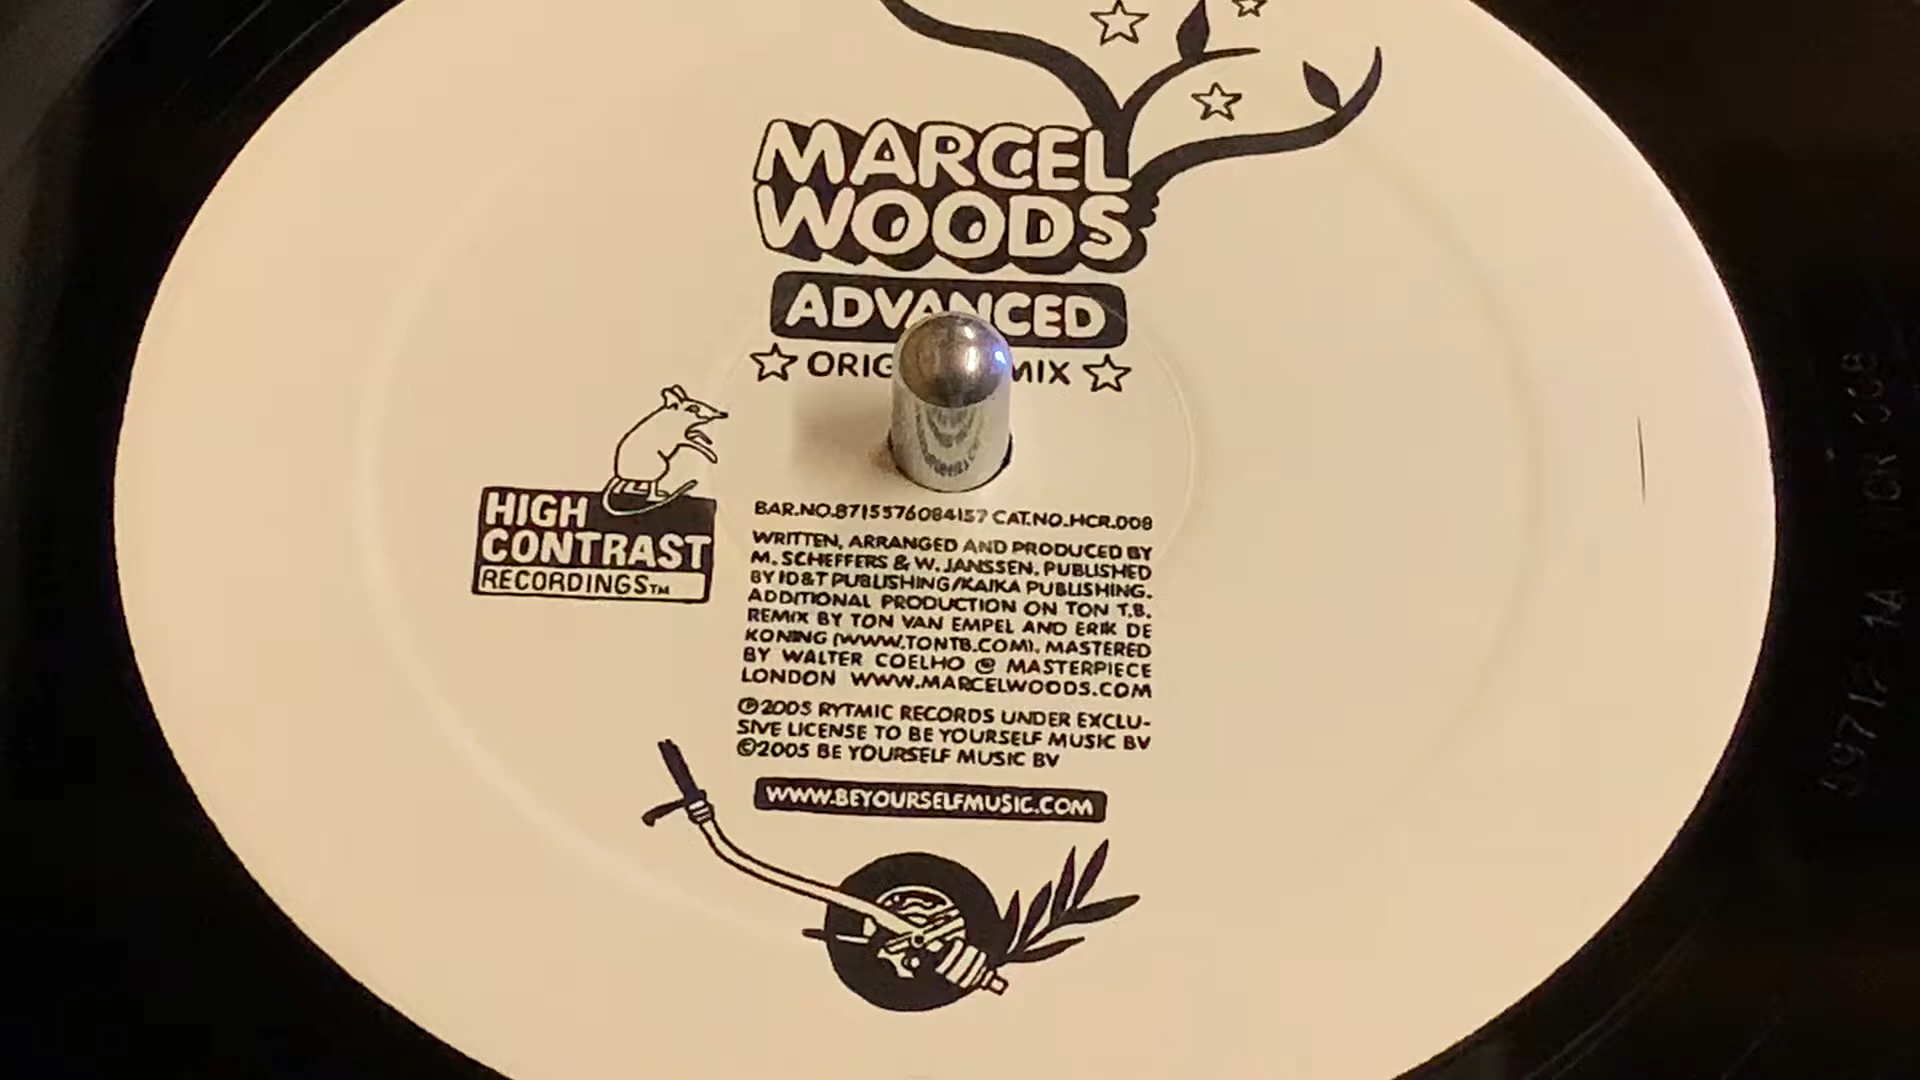 MARCEL
WOODS
ADVANCED
MIX
HIGH
CONTRAST
RECORDINGS™
BAR.NO.8715576084157 CAT.NO.HCR.008
WRITTEN, ARRANGED AND PRODUCED BY
M. SCHEFFERS & W. JANSSEN. PUBLISHED
BY ID&T PUBLISHING/KAIKA PUBLISHING.
ADDITIONAL PRODUCTION ON TON T.B.
REMIX BY TON VAN EMPEL AND ERIK DE
KONING (WWW.TONTB.COM). MASTERED
BY WALTER COELHO @ MASTERPIECE
LONDON WWW.MARCELWOODS.COM
℗2005 RYTMIC RECORDS UNDER EXCLU-
SIVE LICENSE TO BE YOURSELF MUSIC BV
©2005 BE YOURSELF MUSIC BV
WWW.BEYOURSELFMUSIC.COM